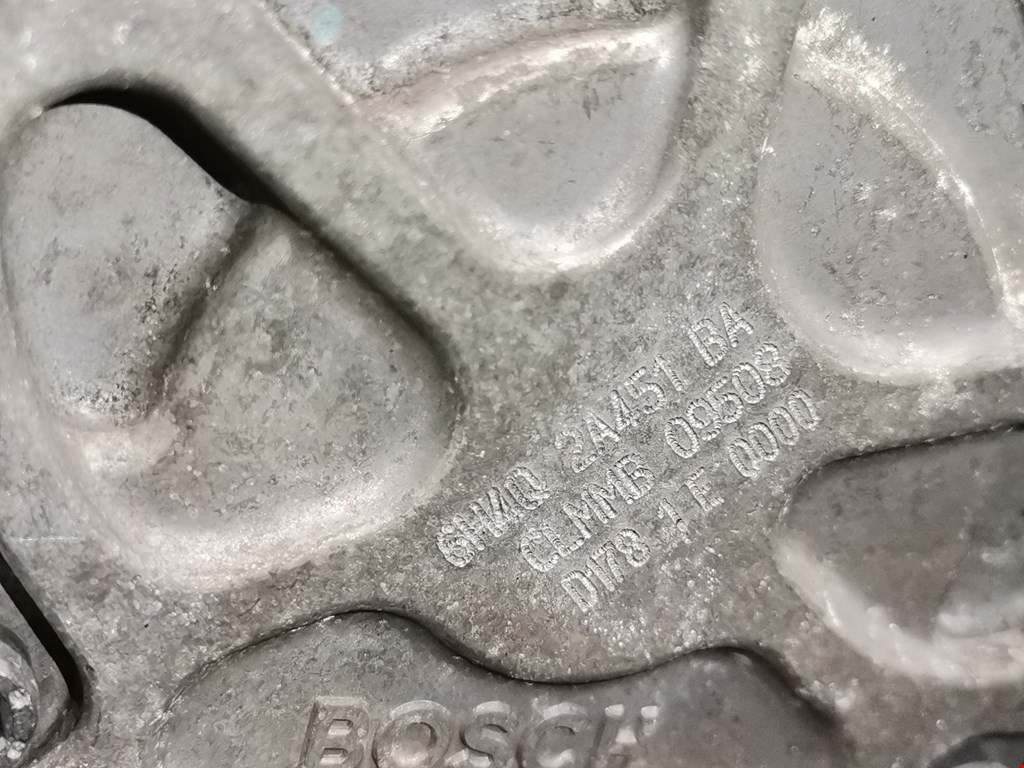 6H4Q 2A451 BA
CLMMB 09508
D178 1 E 0000
BOSCH